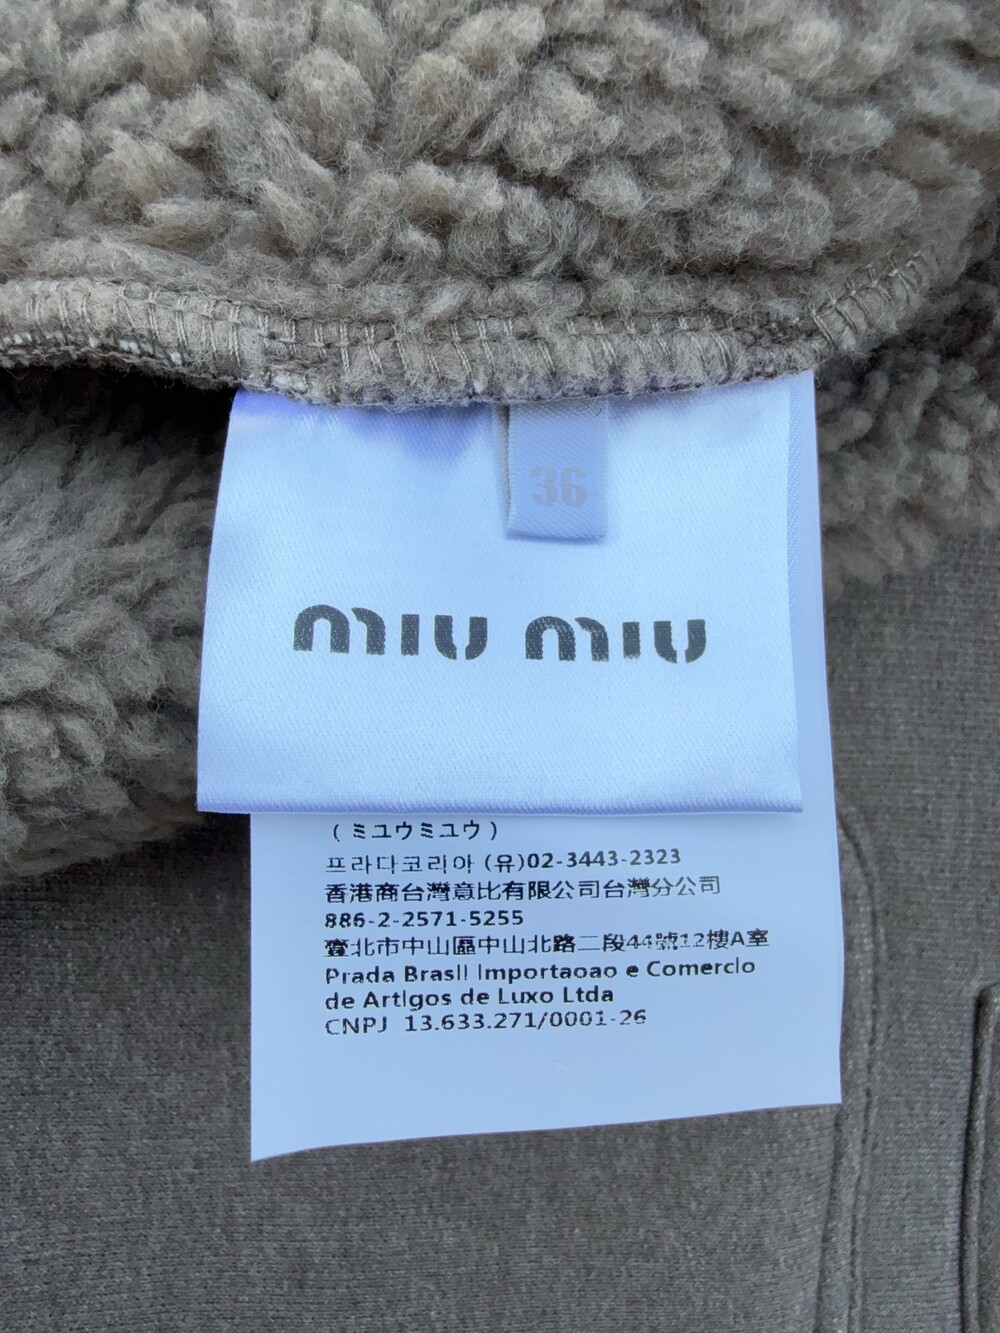 36
miu miu
(ミユウミユウ)
프라다코리아 (유)02-3443-2323
香港商台灣意比有限公司台灣分公司
886-2-2571-5255
臺北市中山區中山北路二段44號12樓A室
Prada Brasil Importaoao e Comercio
de Artigos de Luxo Ltda
CNPJ 13.633.271/0001-26